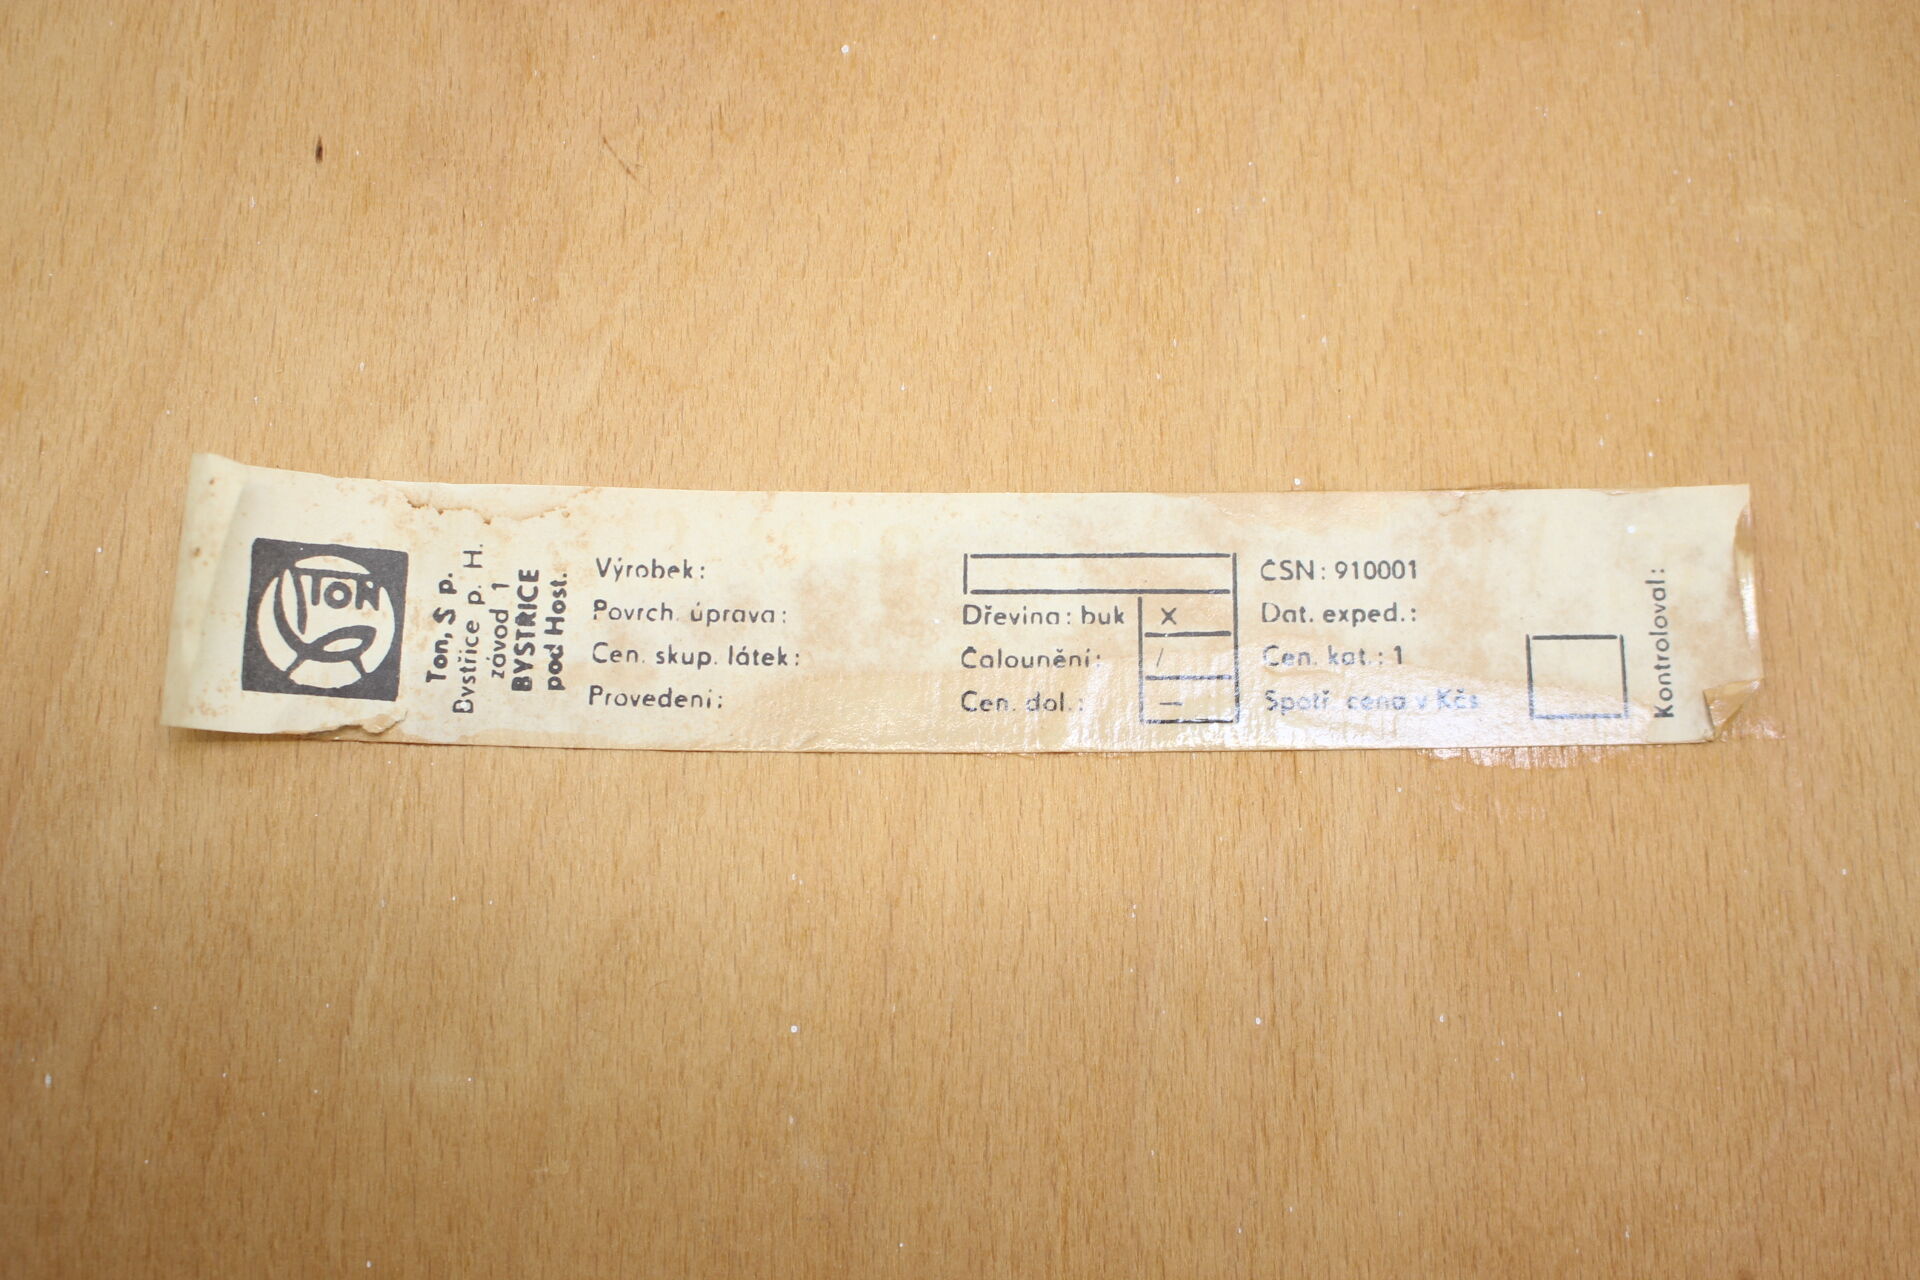 TON
Ton, S p.
Bystřice p. H.
závod 1
BYSTŘICE
pod Host.
Výrobek:
Povrch. úprava:
Cen. skup. látek:
Provedení:
Dřevina: buk X
Čalounění: /
Cen. dol.: —
ČSN: 910001
Dat. exped.:
Cen. kat.: 1
Spotř. cena v Kčs
Kontroloval: